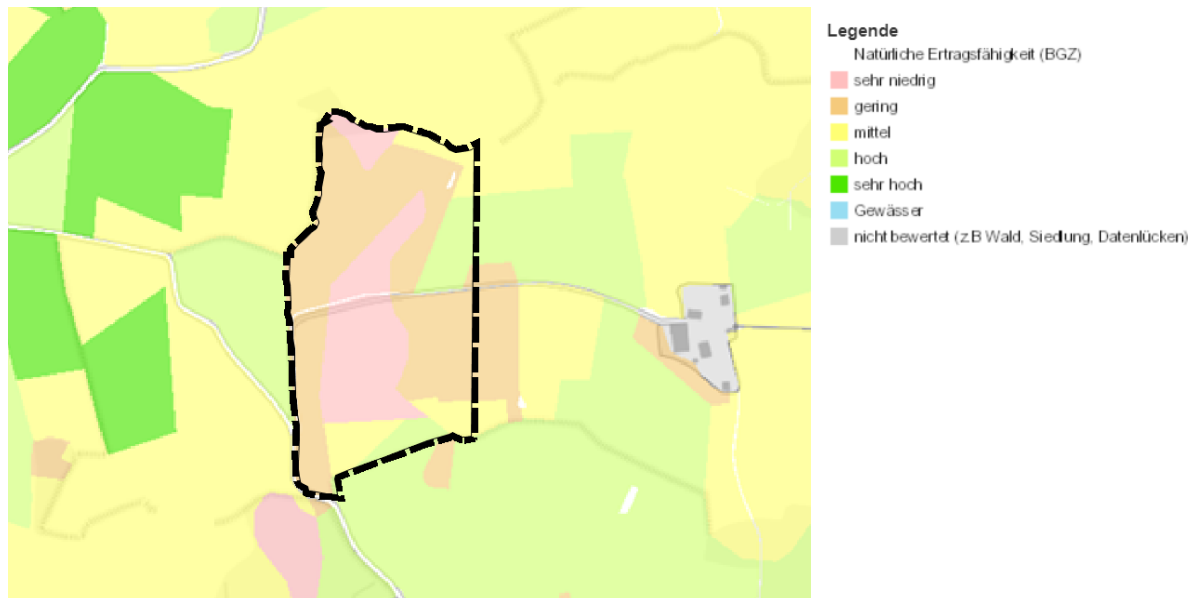 Legende
Natürliche Ertragsfähigkeit (BGZ)
sehr niedrig
gering
mittel
hoch
sehr hoch
Gewässer
nicht bewertet (z.B Wald, Siedlung, Datenlücken)